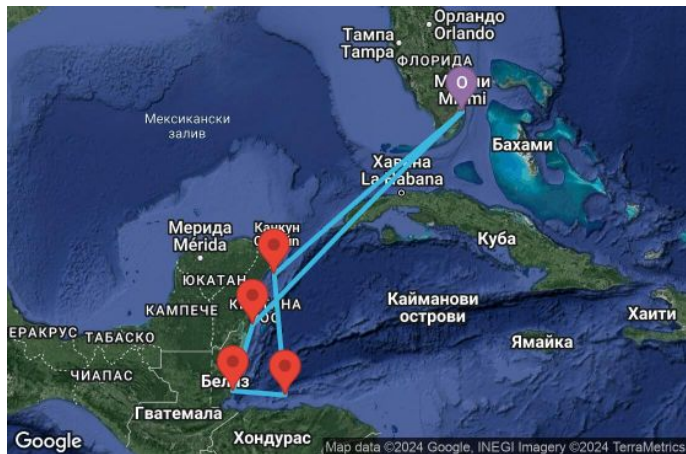 Орландо
Orlando
Тампа
Tampa
ФЛОРИДА
O
Miami
Мексикански
залив
Бахами
Хавана
La Habana
Мерида
Mérida
Куба
ЮКАТАН
КАМПЕЧЕ
Кайманови
острови
Хаити
ЕРАКРУС
ТАБАСКО
Ямайка
ЧИАПАС
Гватемала
Хондурас
Google
Map data ©2024 Google, INEGI Imagery ©2024 TerraMetrics